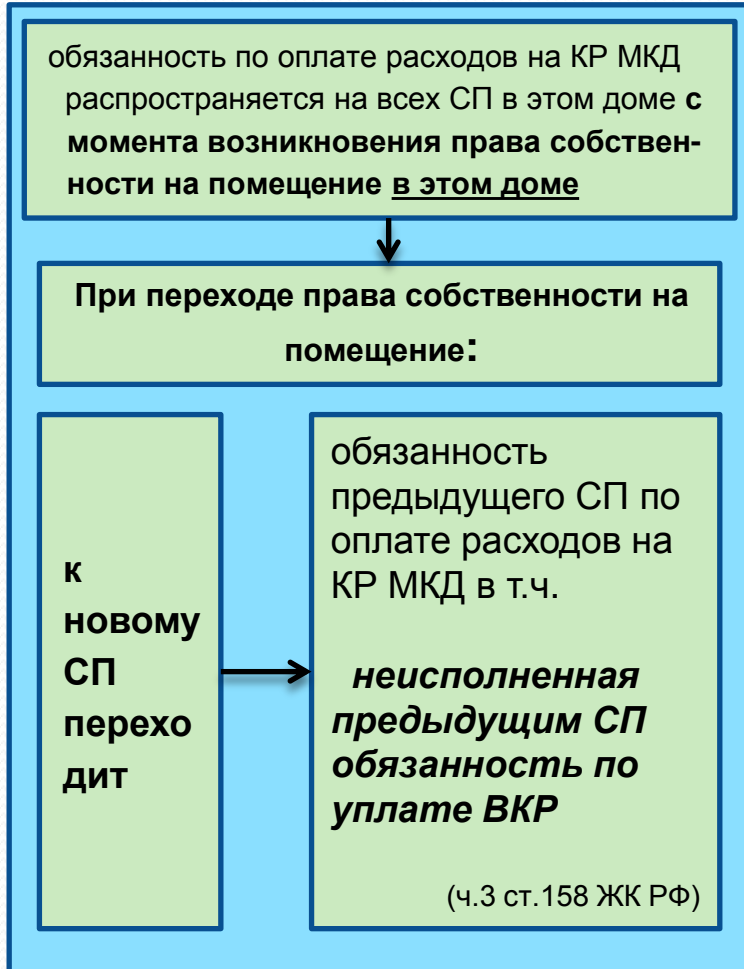 обязанность по оплате расходов на КР МКД
распространяется на всех СП в этом доме с
момента возникновения права собствен-
ности на помещение в этом доме
При переходе права собственности на
помещение:
к
новому
СП
перехо
дит
обязанность
предыдущего СП по
оплате расходов на
КР МКД в т.ч.
неисполненная
предыдущим СП
обязанность по
уплате ВКР
(ч.3 ст.158 ЖК РФ)